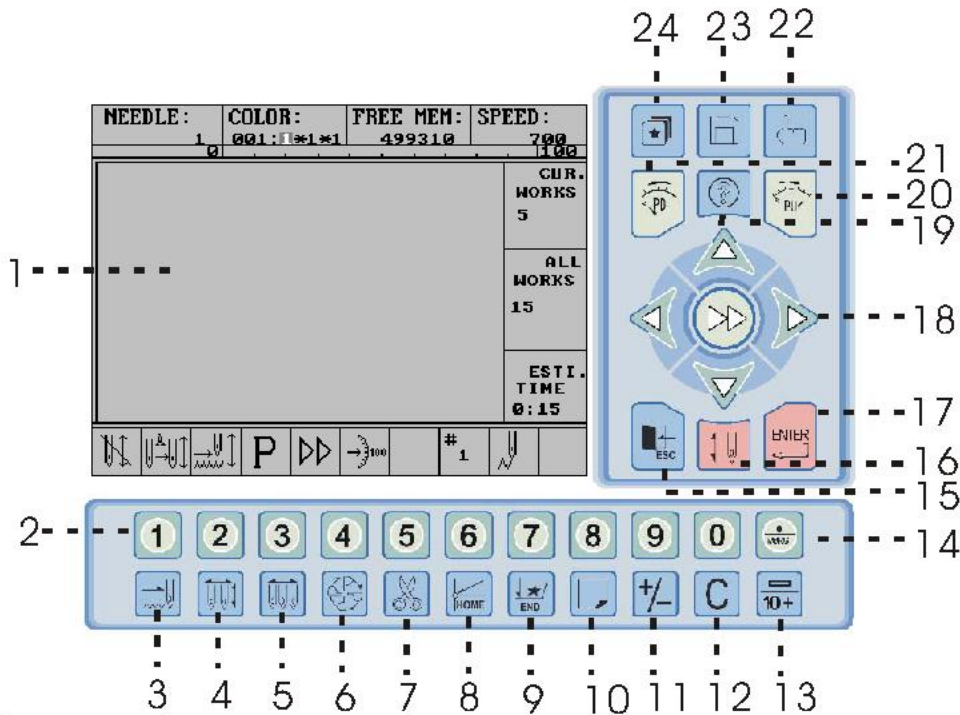 24 23 22
NEEDLE: COLOR: FREE MEM: SPEED:
1 001:1*1*1 499310 700
0 100
CUR.
WORKS
5
ALL
WORKS
15
ESTI.
TIME
0:15
A P 100 # 1
1
PD
PU
21
20
19
18
17
ESC
ENTER
16
15
2
1 2 3 4 5 6 7 8 9 0
14
HOME END +/- C 10+
3 4 5 6 7 8 9 10 11 12 13